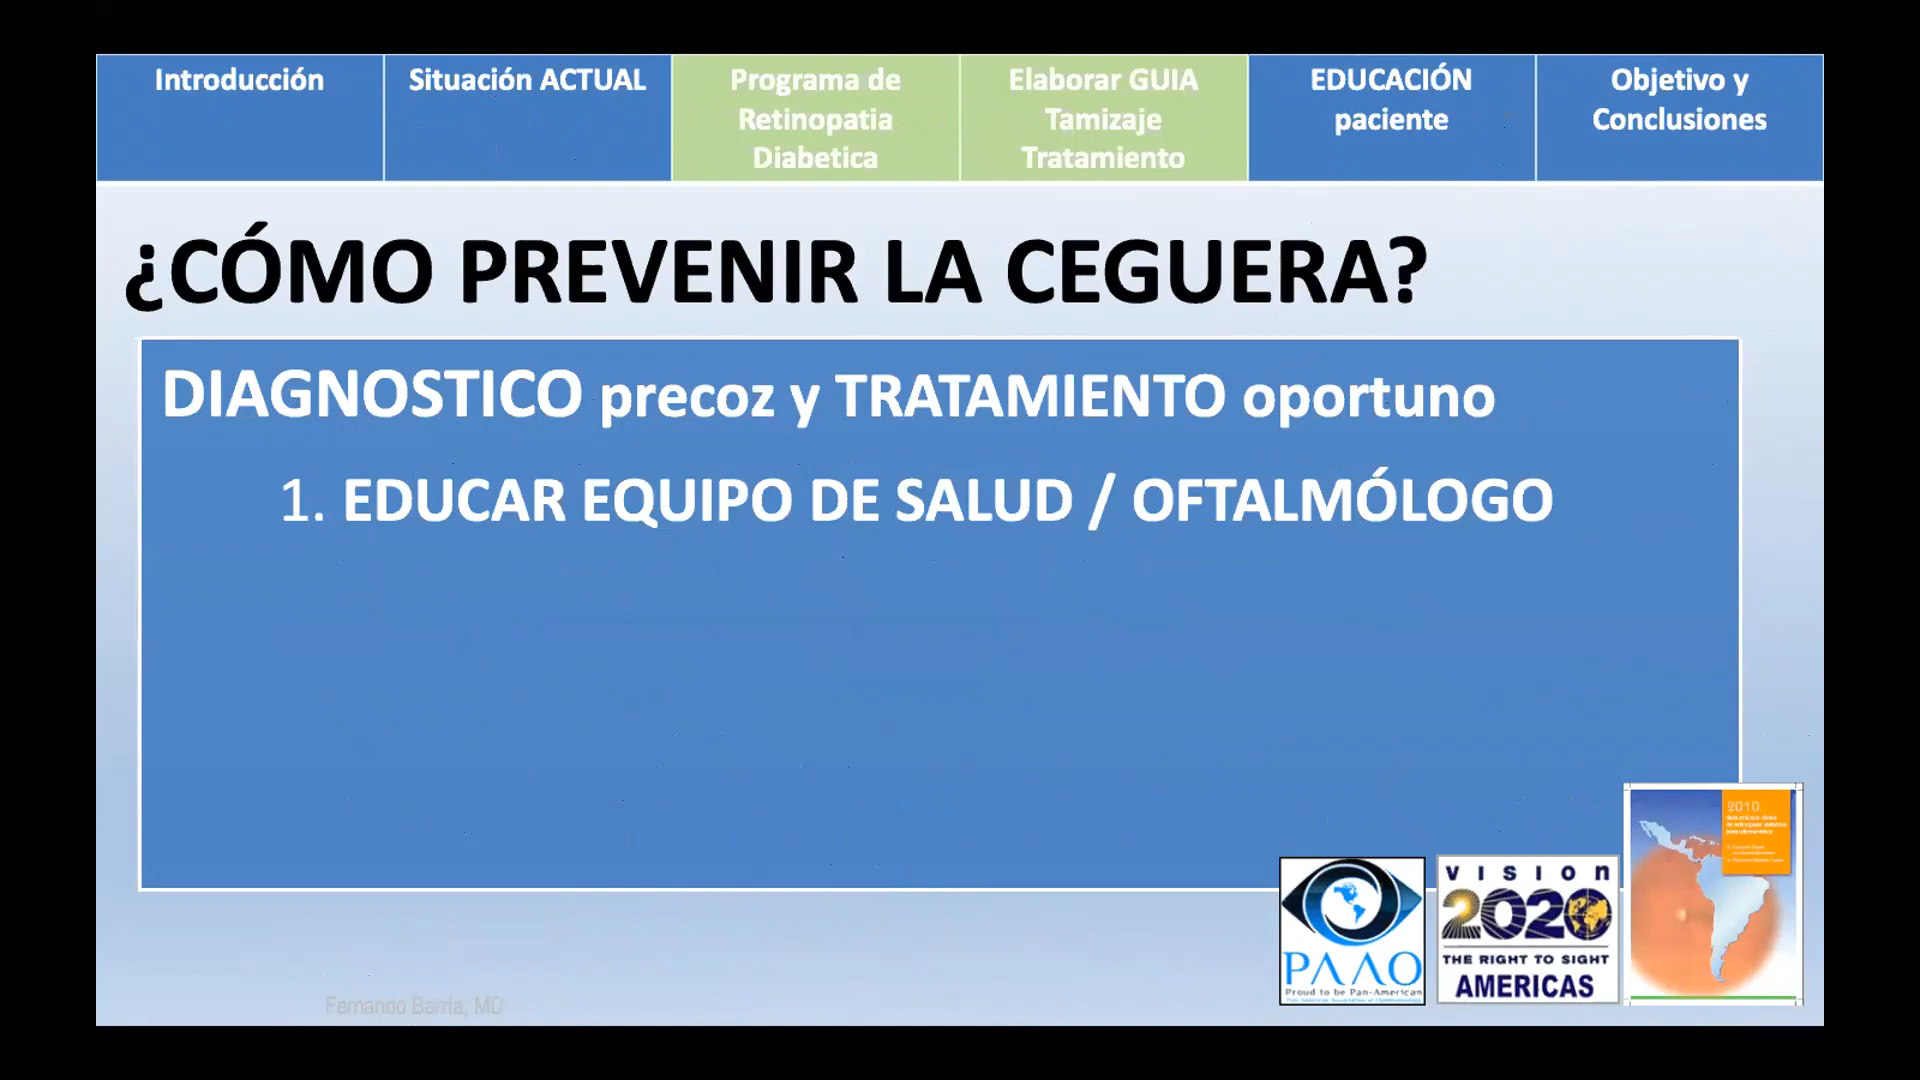 Introducción
Situación ACTUAL
Programa de
Retinopatia
Diabetica
Elaborar GUIA
Tamizaje
Tratamiento
EDUCACIÓN
paciente
Objetivo y
Conclusiones
¿CÓMO PREVENIR LA CEGUERA?
DIAGNOSTICO precoz y TRATAMIENTO oportuno
1. EDUCAR EQUIPO DE SALUD / OFTALMÓLOGO
2010
PAAO
Proud to be Pan-American
VISION
2020
THE RIGHT TO SIGHT
AMERICAS
Fernando Barría, MD